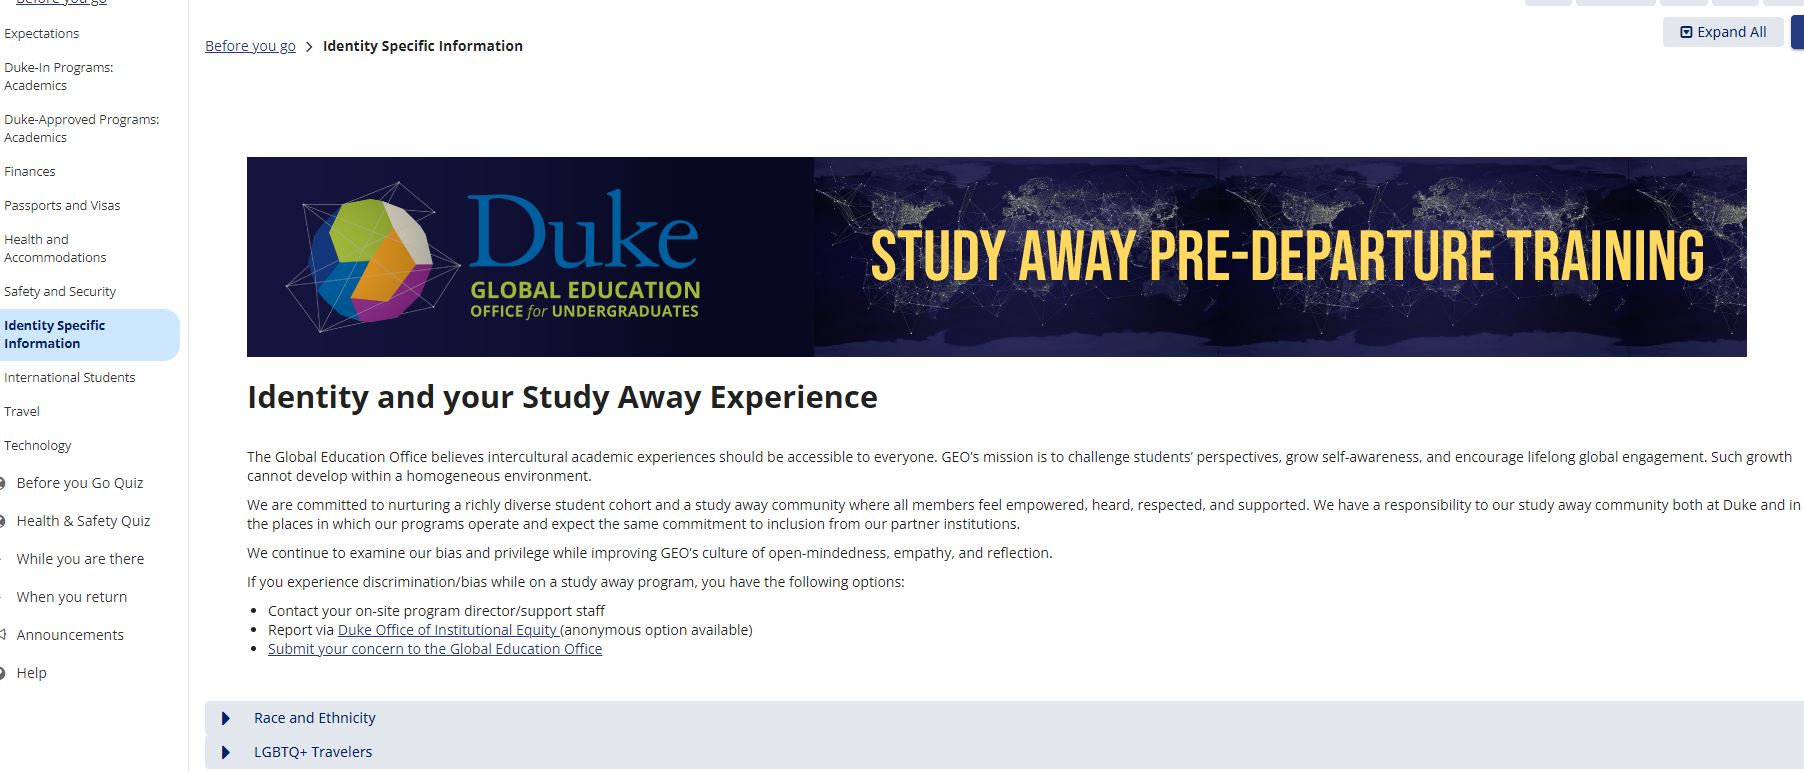 Before you go
Expectations
Duke-In Programs:
Academics
Duke-Approved Programs:
Academics
Finances
Passports and Visas
Health and
Accommodations
Safety and Security
Identity Specific
Information
International Students
Travel
Technology
Before you Go Quiz
Health & Safety Quiz
While you are there
When you return
Announcements
Help
Before you go > Identity Specific Information
Expand All
Duke
GLOBAL EDUCATION
OFFICE for UNDERGRADUATES
STUDY AWAY PRE-DEPARTURE TRAINING
Identity and your Study Away Experience
The Global Education Office believes intercultural academic experiences should be accessible to everyone. GEO's mission is to challenge students' perspectives, grow self-awareness, and encourage lifelong global engagement. Such growth
cannot develop within a homogeneous environment.
We are committed to nurturing a richly diverse student cohort and a study away community where all members feel empowered, heard, respected, and supported. We have a responsibility to our study away community both at Duke and in
the places in which our programs operate and expect the same commitment to inclusion from our partner institutions.
We continue to examine our bias and privilege while improving GEO's culture of open-mindedness, empathy, and reflection.
If you experience discrimination/bias while on a study away program, you have the following options:
• Contact your on-site program director/support staff
• Report via Duke Office of Institutional Equity (anonymous option available)
• Submit your concern to the Global Education Office
Race and Ethnicity
LGBTQ+ Travelers